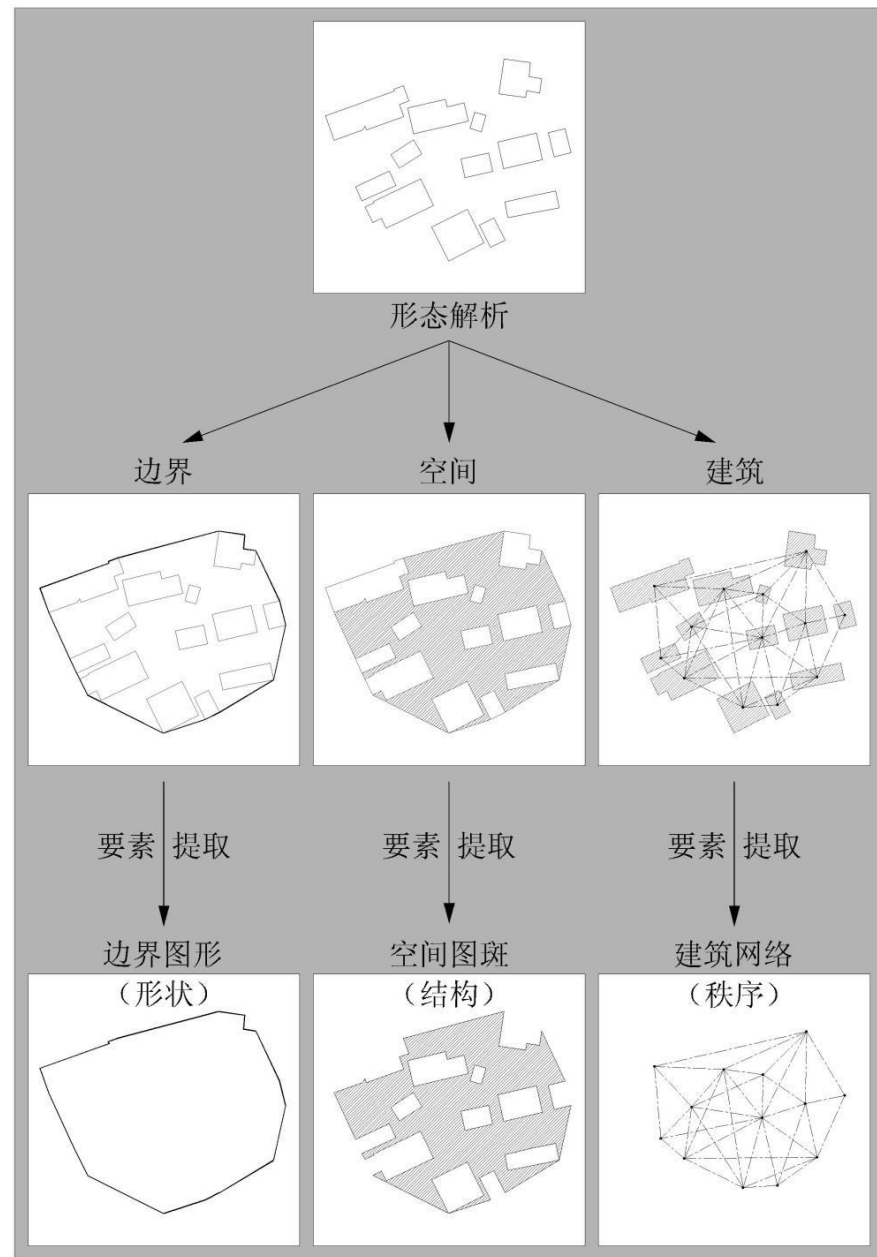 形态解析
边界 空间 建筑
要素 提取 要素 提取 要素 提取
边界图形 空间图斑 建筑网络
（形状） （结构） （秩序）